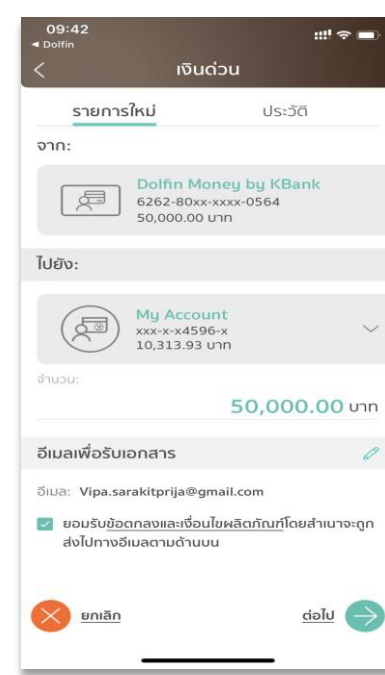 09:42
◄ Dolfin
เงินด่วน
รายการใหม่ ประวัติ
จาก:
Dolfin Money by KBank
6262-80xx-xxxx-0564
50,000.00 บาท
ไปยัง:
My Account
xxx-x-x4596-x
10,313.93 บาท
จำนวน:
50,000.00 บาท
อีเมลเพื่อรับเอกสาร
อีเมล: Vipa.sarakitprija@gmail.com
ยอมรับข้อตกลงและเงื่อนไขผลิตภัณฑ์โดยสำเนาจะถูก
ส่งไปทางอีเมลตามด้านบน
ยกเลิก ต่อไป